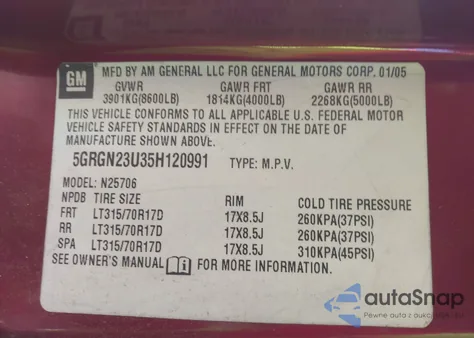 GM
MFD BY AM GENERAL LLC FOR GENERAL MOTORS CORP. 01/05
GVWR GAWR FRT GAWR RR
3901KG(8600LB) 1814KG(4000LB) 2268KG(5000LB)
THIS VEHICLE CONFORMS TO ALL APPLICABLE U.S. FEDERAL MOTOR
VEHICLE SAFETY STANDARDS IN EFFECT ON THE DATE OF
MANUFACTURE SHOWN ABOVE.
5GRGN23U35H120991 TYPE: M.P.V.
MODEL: N25706
NPDB TIRE SIZE RIM COLD TIRE PRESSURE
FRT LT315/70R17D 17X8.5J 260KPA(37PSI)
RR LT315/70R17D 17X8.5J 260KPA(37PSI)
SPA LT315/70R17D 17X8.5J 310KPA(45PSI)
SEE OWNER'S MANUAL i FOR MORE INFORMATION.
autaSnap
Pewne auta z aukcji